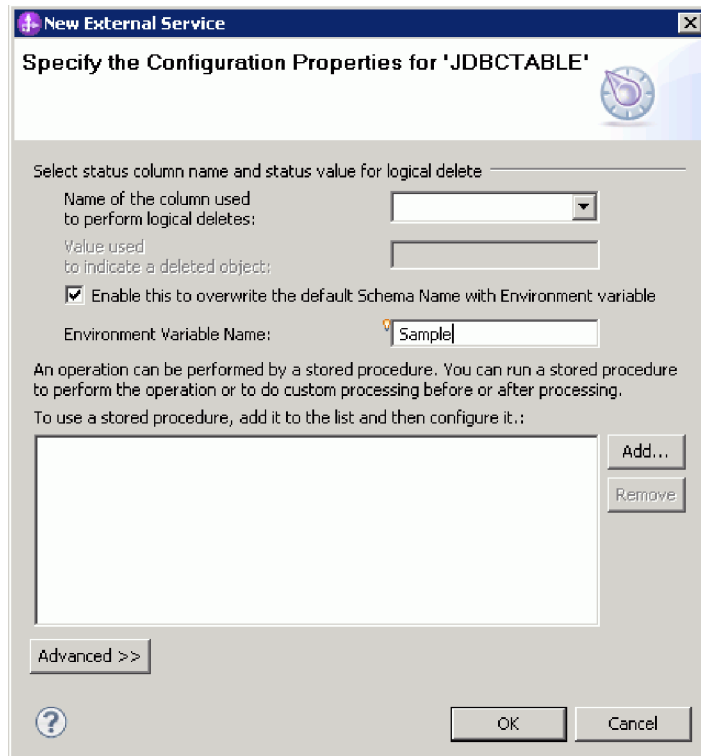 New External Service
Specify the Configuration Properties for 'JDBCTABLE'
Select status column name and status value for logical delete
Name of the column used
to perform logical deletes:
Value used
to indicate a deleted object:
Enable this to overwrite the default Schema Name with Environment variable
Environment Variable Name:
Sample
An operation can be performed by a stored procedure. You can run a stored procedure
to perform the operation or to do custom processing before or after processing.
To use a stored procedure, add it to the list and then configure it.:
Add...
Remove
Advanced >>
?
OK
Cancel